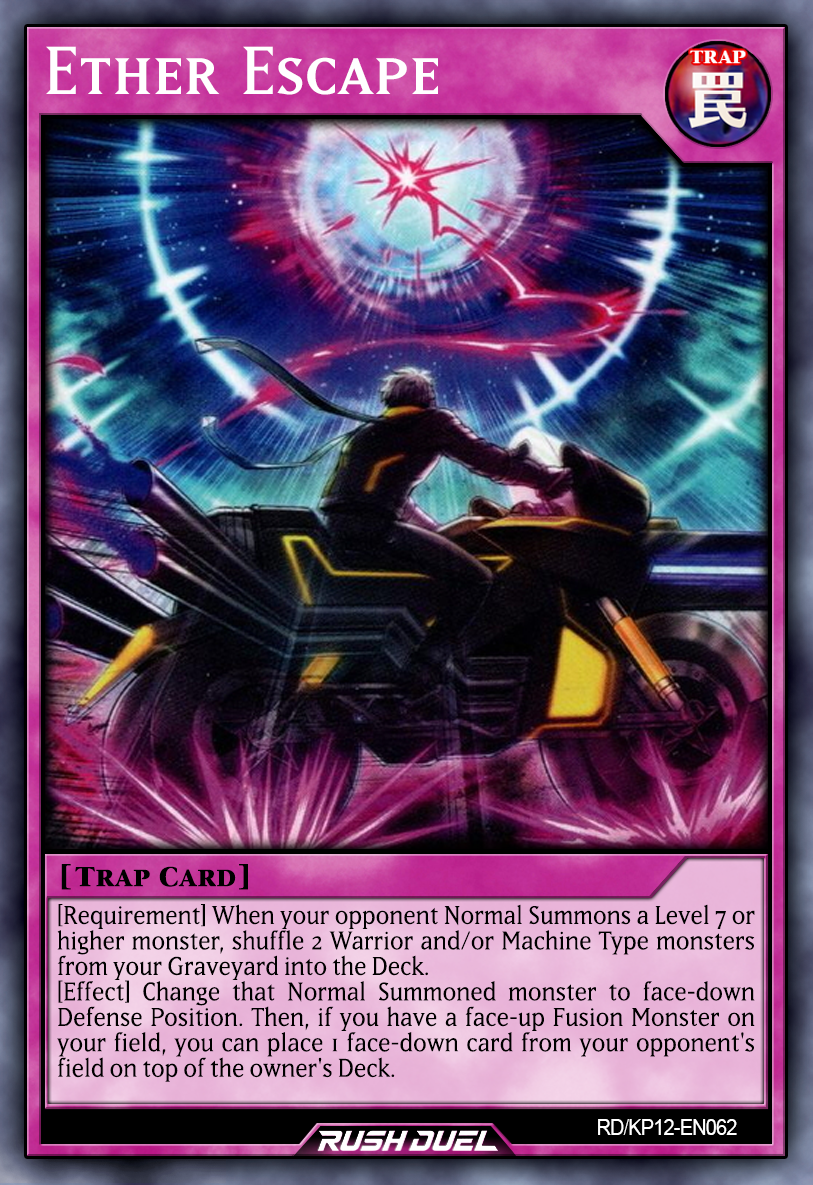 Ether Escape
TRAP
罠
[Trap Card]
[Requirement] When your opponent Normal Summons a Level 7 or
higher monster, shuffle 2 Warrior and/or Machine Type monsters
from your Graveyard into the Deck.
[Effect] Change that Normal Summoned monster to face-down
Defense Position. Then, if you have a face-up Fusion Monster on
your field, you can place 1 face-down card from your opponent's
field on top of the owner's Deck.
RD/KP12-EN062
RUSH DUEL